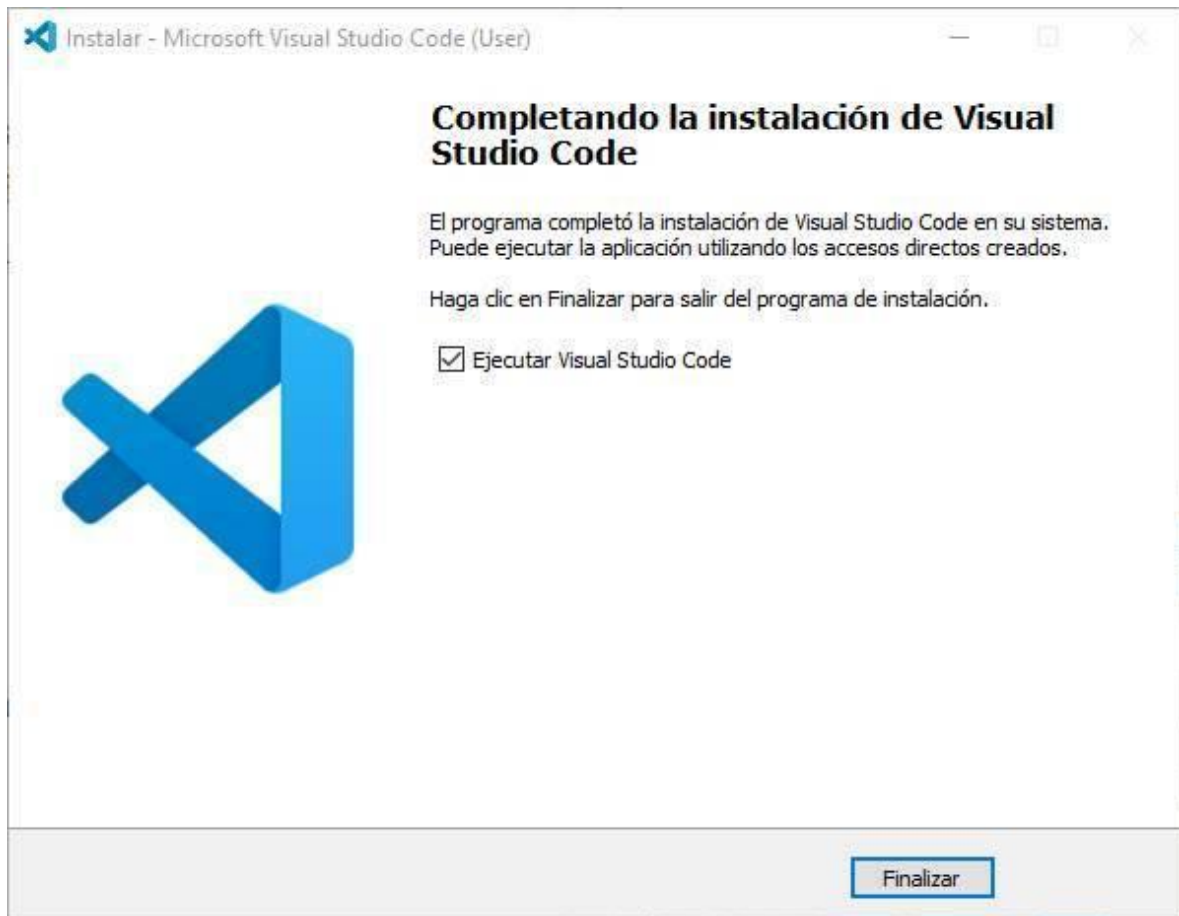 Instalar - Microsoft Visual Studio Code (User)
Completando la instalación de Visual
Studio Code
El programa completó la instalación de Visual Studio Code en su sistema.
Puede ejecutar la aplicación utilizando los accesos directos creados.
Haga clic en Finalizar para salir del programa de instalación.
Ejecutar Visual Studio Code
Finalizar